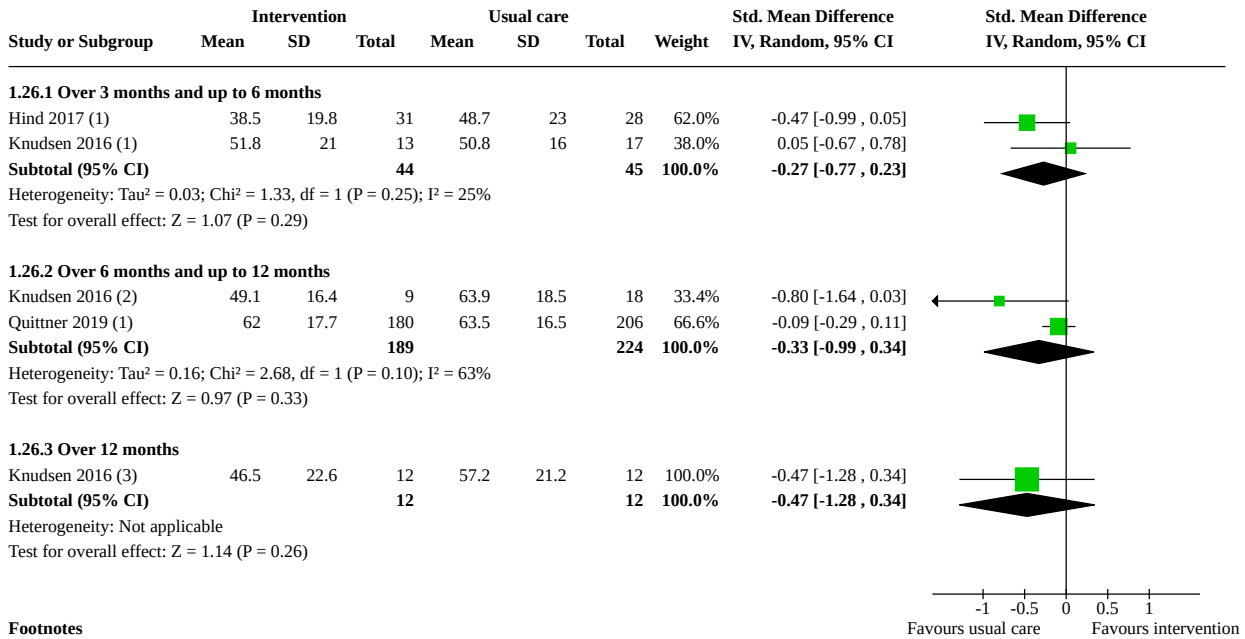 Intervention Usual care Std. Mean Difference Std. Mean Difference
Study or Subgroup Mean SD Total Mean SD Total Weight IV, Random, 95% CI IV, Random, 95% CI
1.26.1 Over 3 months and up to 6 months
Hind 2017 (1) 38.5 19.8 31 48.7 23 28 62.0% -0.47 [-0.99 , 0.05]
Knudsen 2016 (1) 51.8 21 13 50.8 16 17 38.0% 0.05 [-0.67 , 0.78]
Subtotal (95% CI) 44 45 100.0% -0.27 [-0.77 , 0.23]
Heterogeneity: Tau² = 0.03; Chi² = 1.33, df = 1 (P = 0.25); I² = 25%
Test for overall effect: Z = 1.07 (P = 0.29)
1.26.2 Over 6 months and up to 12 months
Knudsen 2016 (2) 49.1 16.4 9 63.9 18.5 18 33.4% -0.80 [-1.64 , 0.03]
Quittner 2019 (1) 62 17.7 180 63.5 16.5 206 66.6% -0.09 [-0.29 , 0.11]
Subtotal (95% CI) 189 224 100.0% -0.33 [-0.99 , 0.34]
Heterogeneity: Tau² = 0.16; Chi² = 2.68, df = 1 (P = 0.10); I² = 63%
Test for overall effect: Z = 0.97 (P = 0.33)
1.26.3 Over 12 months
Knudsen 2016 (3) 46.5 22.6 12 57.2 21.2 12 100.0% -0.47 [-1.28 , 0.34]
Subtotal (95% CI) 12 12 100.0% -0.47 [-1.28 , 0.34]
Heterogeneity: Not applicable
Test for overall effect: Z = 1.14 (P = 0.26)
-1 -0.5 0 0.5 1
Footnotes Favours usual care Favours intervention